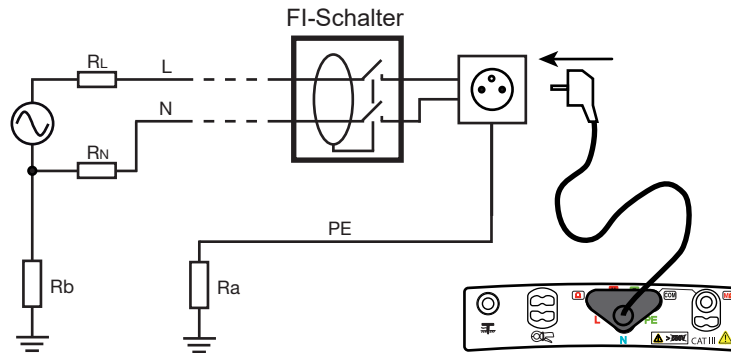 FI-Schalter
RL
L
N
RN
PE
Rb
Ra
Ω
COM
L
PE
N
CAT III